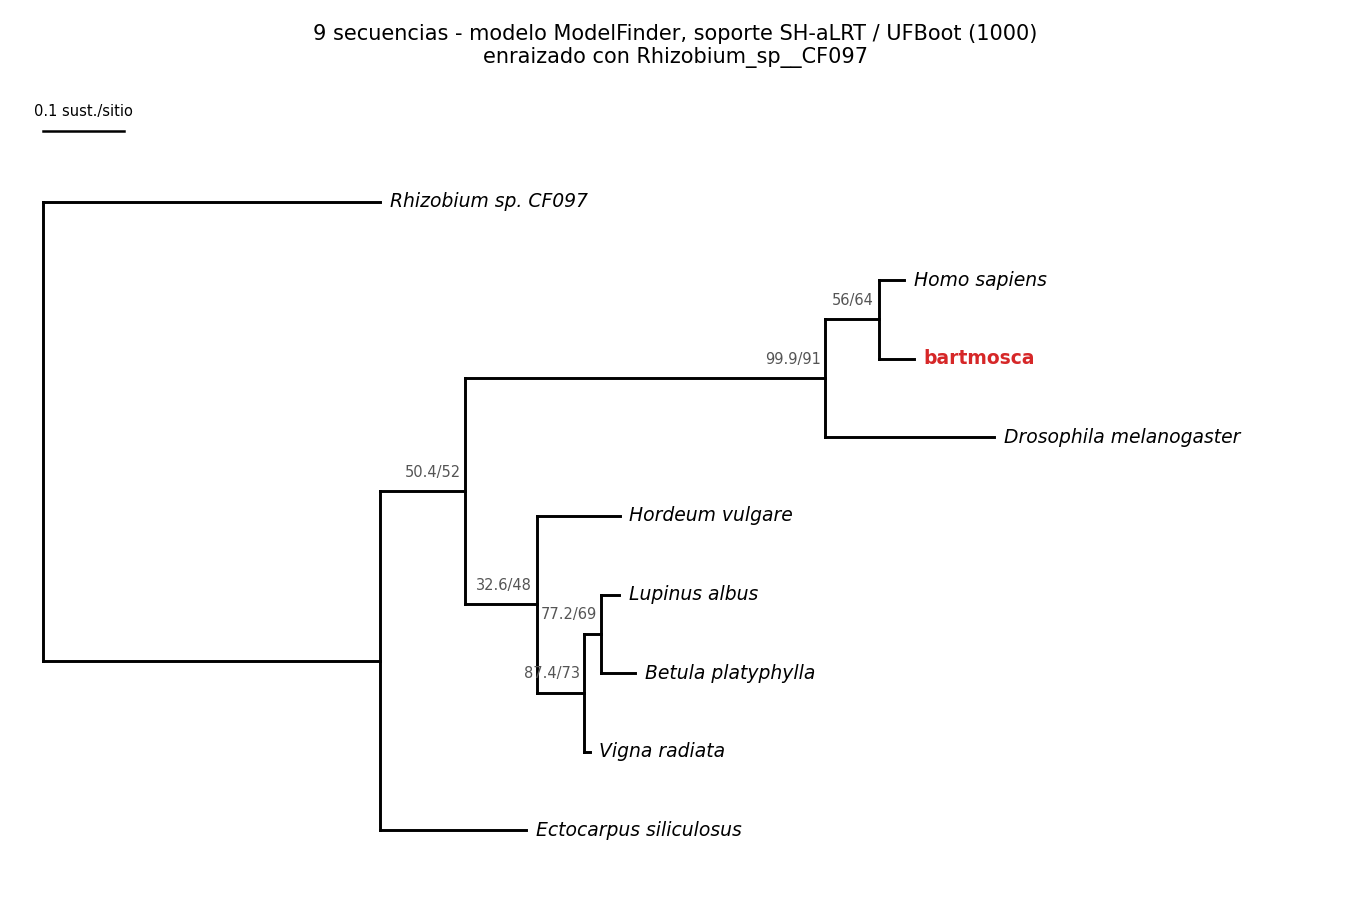 9 secuencias - modelo ModelFinder, soporte SH-aLRT / UFBoot (1000)
enraizado con Rhizobium_sp__CF097
0.1 sust./sitio
Rhizobium sp. CF097
Homo sapiens
56/64
bartmosca
99.9/91
Drosophila melanogaster
50.4/52
Hordeum vulgare
32.6/48
Lupinus albus
77.2/69
Betula platyphylla
87.4/73
Vigna radiata
Ectocarpus siliculosus